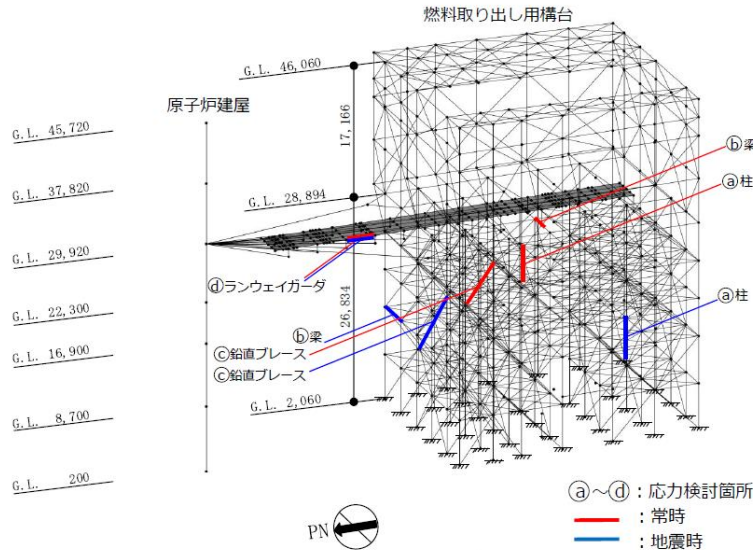 燃料取り出し用構台
G.L. 46,060
原子炉建屋
G.L. 45,720
17,166
ⓑ梁
ⓐ柱
G.L. 37,820
G.L. 28,894
G.L. 29,920
ⓓランウェイガーダ
26,834
G.L. 22,300
ⓐ柱
ⓑ梁
ⓒ鉛直ブレース
G.L. 16,900
ⓒ鉛直ブレース
G.L. 2,060
G.L. 8,700
G.L. 200
ⓐ～ⓓ：応力検討箇所
：常時
：地震時
PN